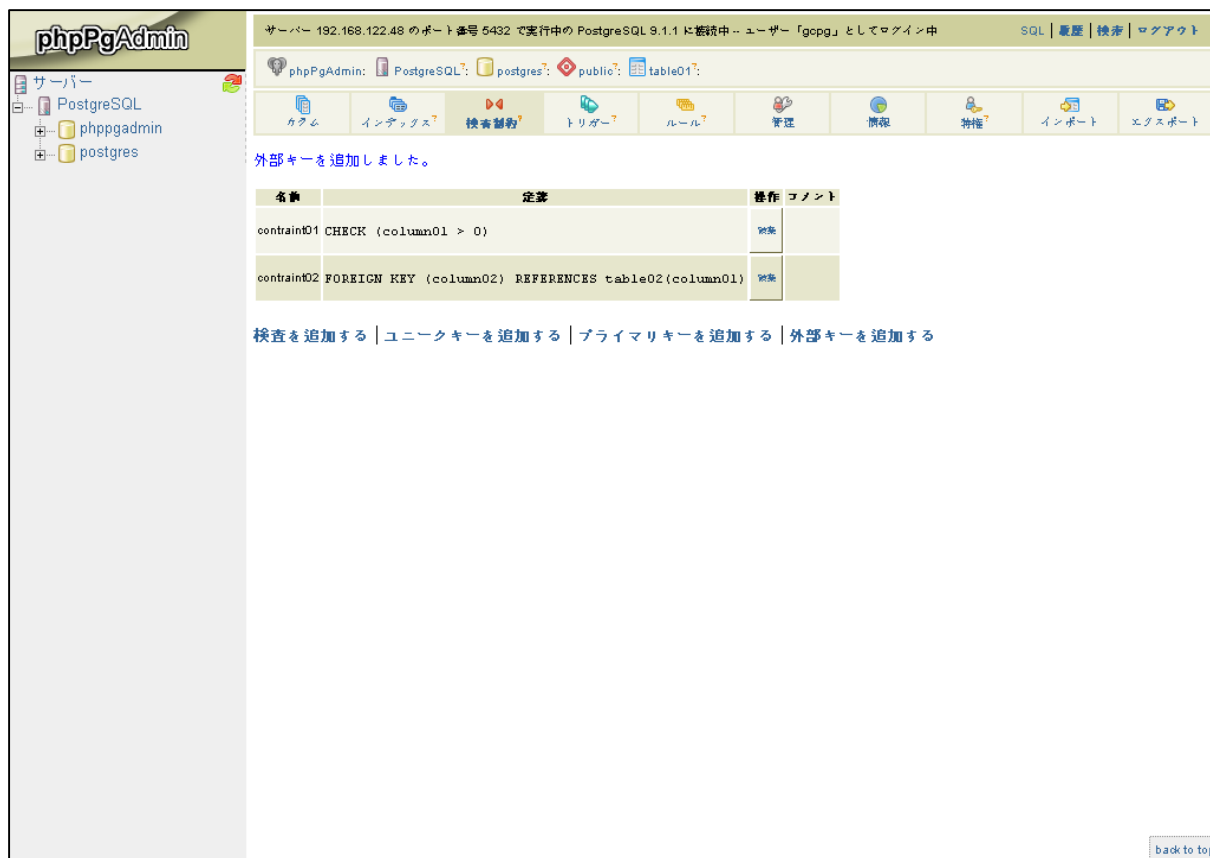 phpPgAdmin
サーバー
PostgreSQL
phppgadmin
postgres
サーバー 192.168.122.48 のポート番号 5432 で実行中の PostgreSQL 9.1.1 に接続中 -- ユーザー「gcpg」としてログイン中
SQL | 履歴 | 検索 | ログアウト
phpPgAdmin: PostgreSQL?: postgres?: public?: table01?:
カラム インデックス? 検査制約? トリガー? ルール? 管理 情報 特権? インポート エクスポート
外部キーを追加しました。
名前 定義 操作 コメント
contraint01 CHECK (column01 > 0) 破棄
contraint02 FOREIGN KEY (column02) REFERENCES table02(column01) 破棄
検査を追加する | ユニークキーを追加する | プライマリキーを追加する | 外部キーを追加する
back to top